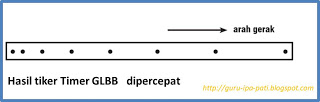 arah gerak
Hasil tiker Timer GLBB dipercepat
http://guru-ipa-pati.blogspot.com